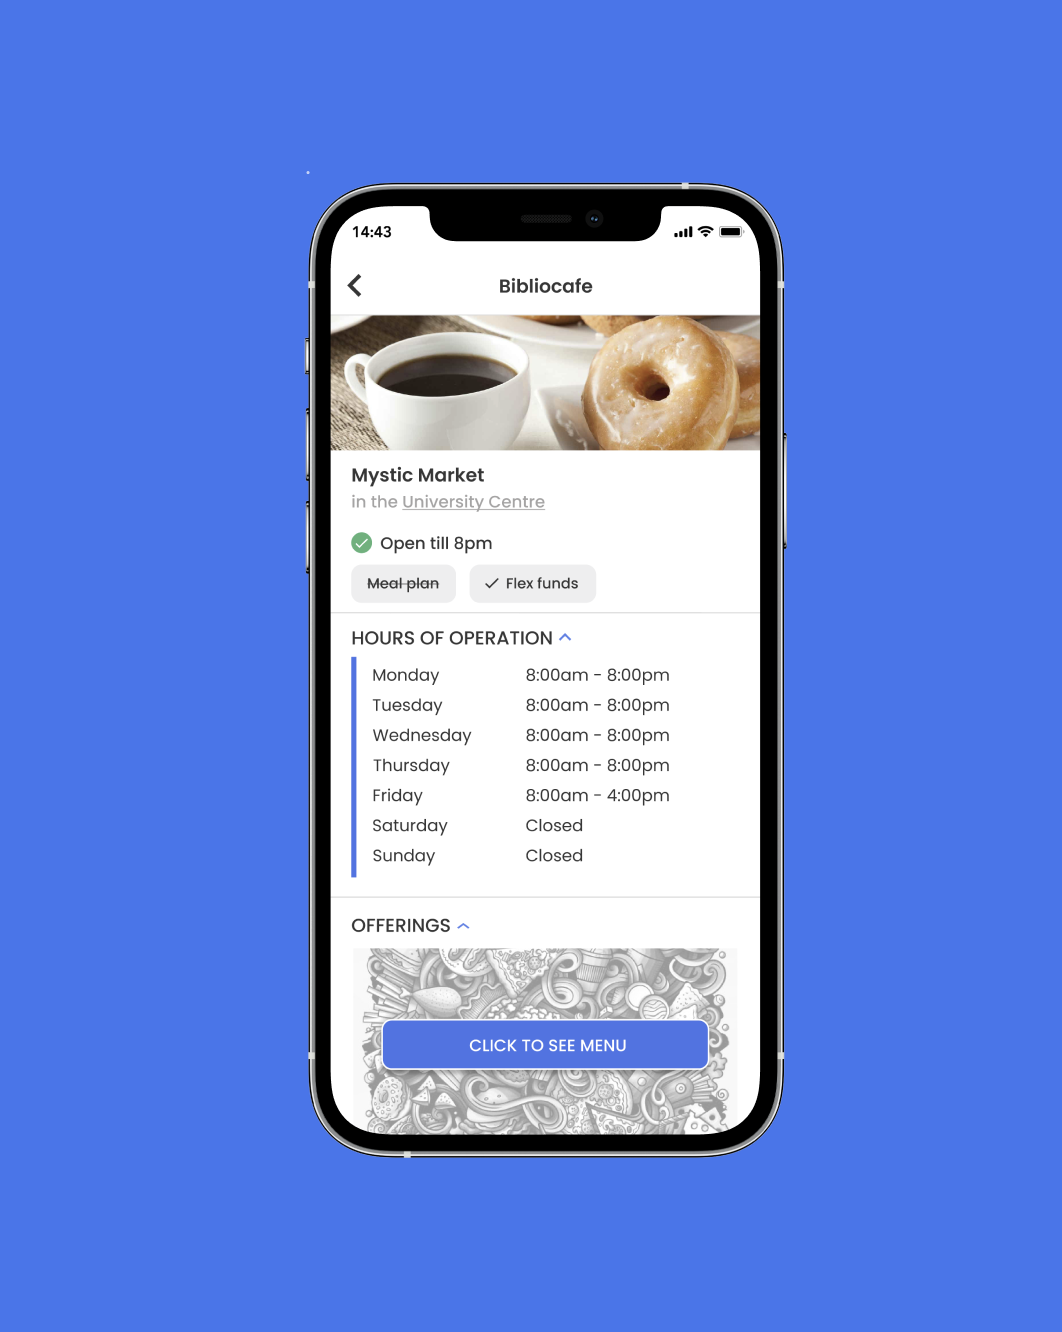 14:43
Bibliocafe
Mystic Market
in the University Centre
Open till 8pm
Meal plan Flex funds
HOURS OF OPERATION
Monday 8:00am - 8:00pm
Tuesday 8:00am - 8:00pm
Wednesday 8:00am - 8:00pm
Thursday 8:00am - 8:00pm
Friday 8:00am - 4:00pm
Saturday Closed
Sunday Closed
OFFERINGS
CLICK TO SEE MENU